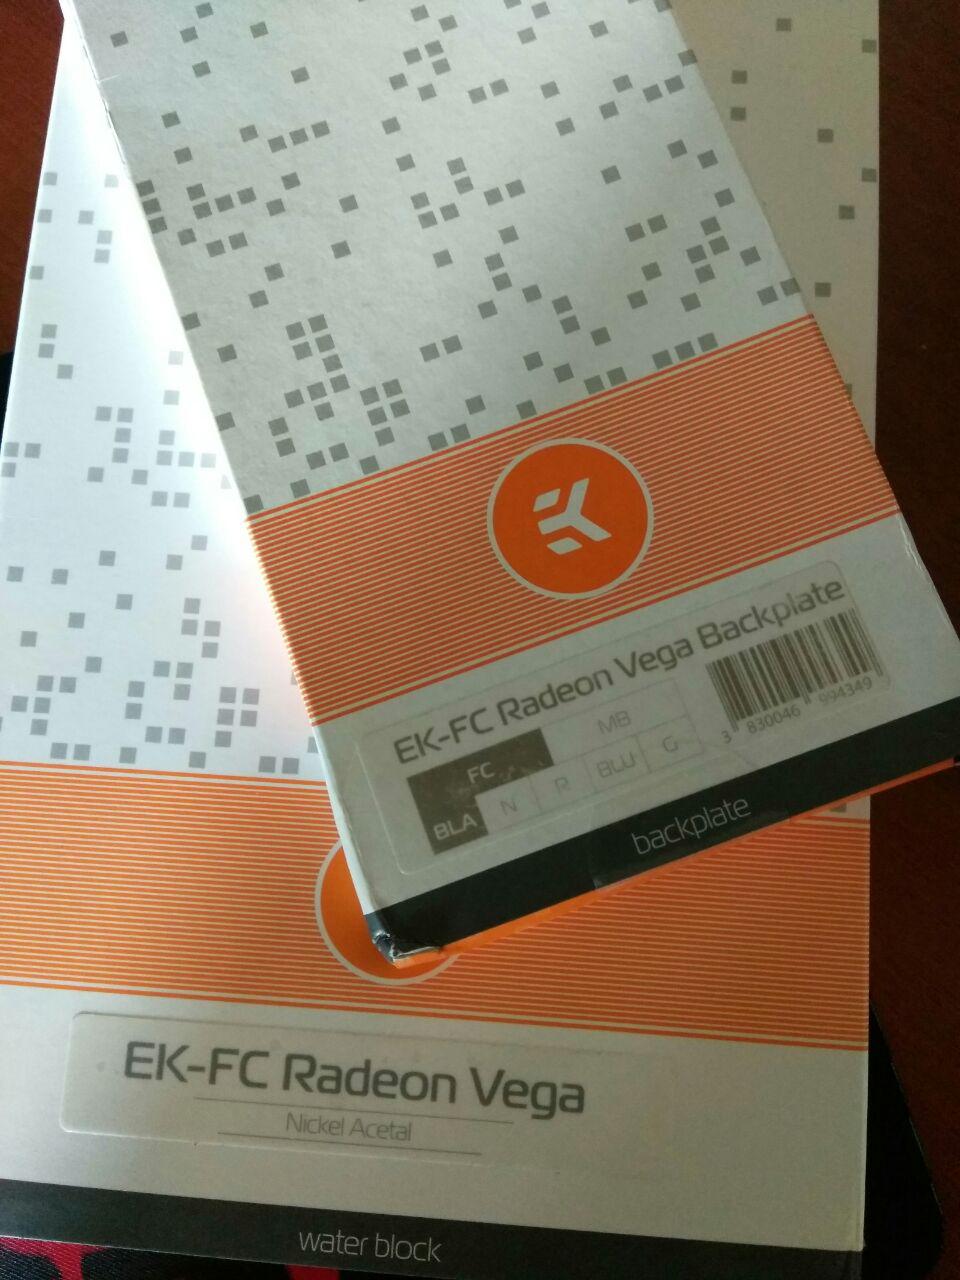 EK-FC Radeon Vega Backplate
FC
MB
BLA
N
P
BLU
G
3 830046 994349
backplate
EK-FC Radeon Vega
Nickel Acetal
water block